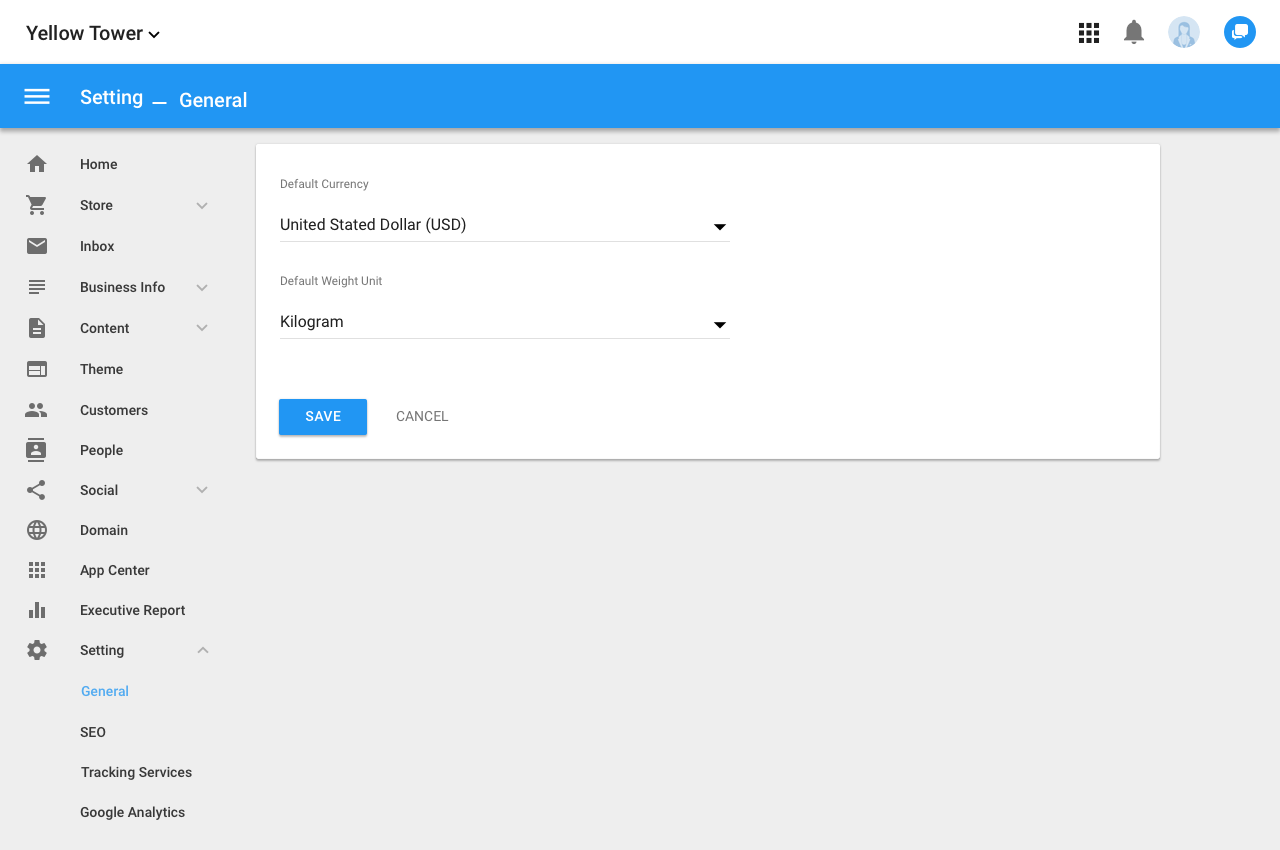 Yellow Tower
Setting — General
Home
Store
Inbox
Business Info
Content
Theme
Customers
People
Social
Domain
App Center
Executive Report
Setting
General
SEO
Tracking Services
Google Analytics
Default Currency
United Stated Dollar (USD)
Default Weight Unit
Kilogram
SAVE CANCEL